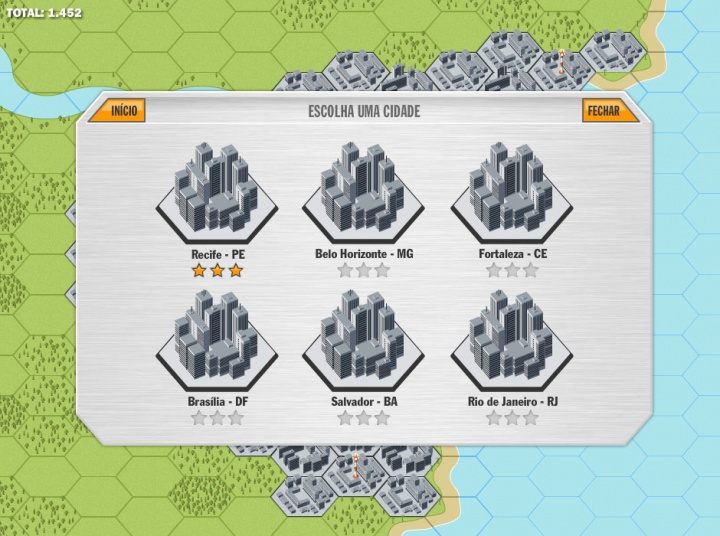 TOTAL: 1.452
INÍCIO
ESCOLHA UMA CIDADE
FECHAR
Recife - PE
Belo Horizonte - MG
Fortaleza - CE
Brasília - DF
Salvador - BA
Rio de Janeiro - RJ